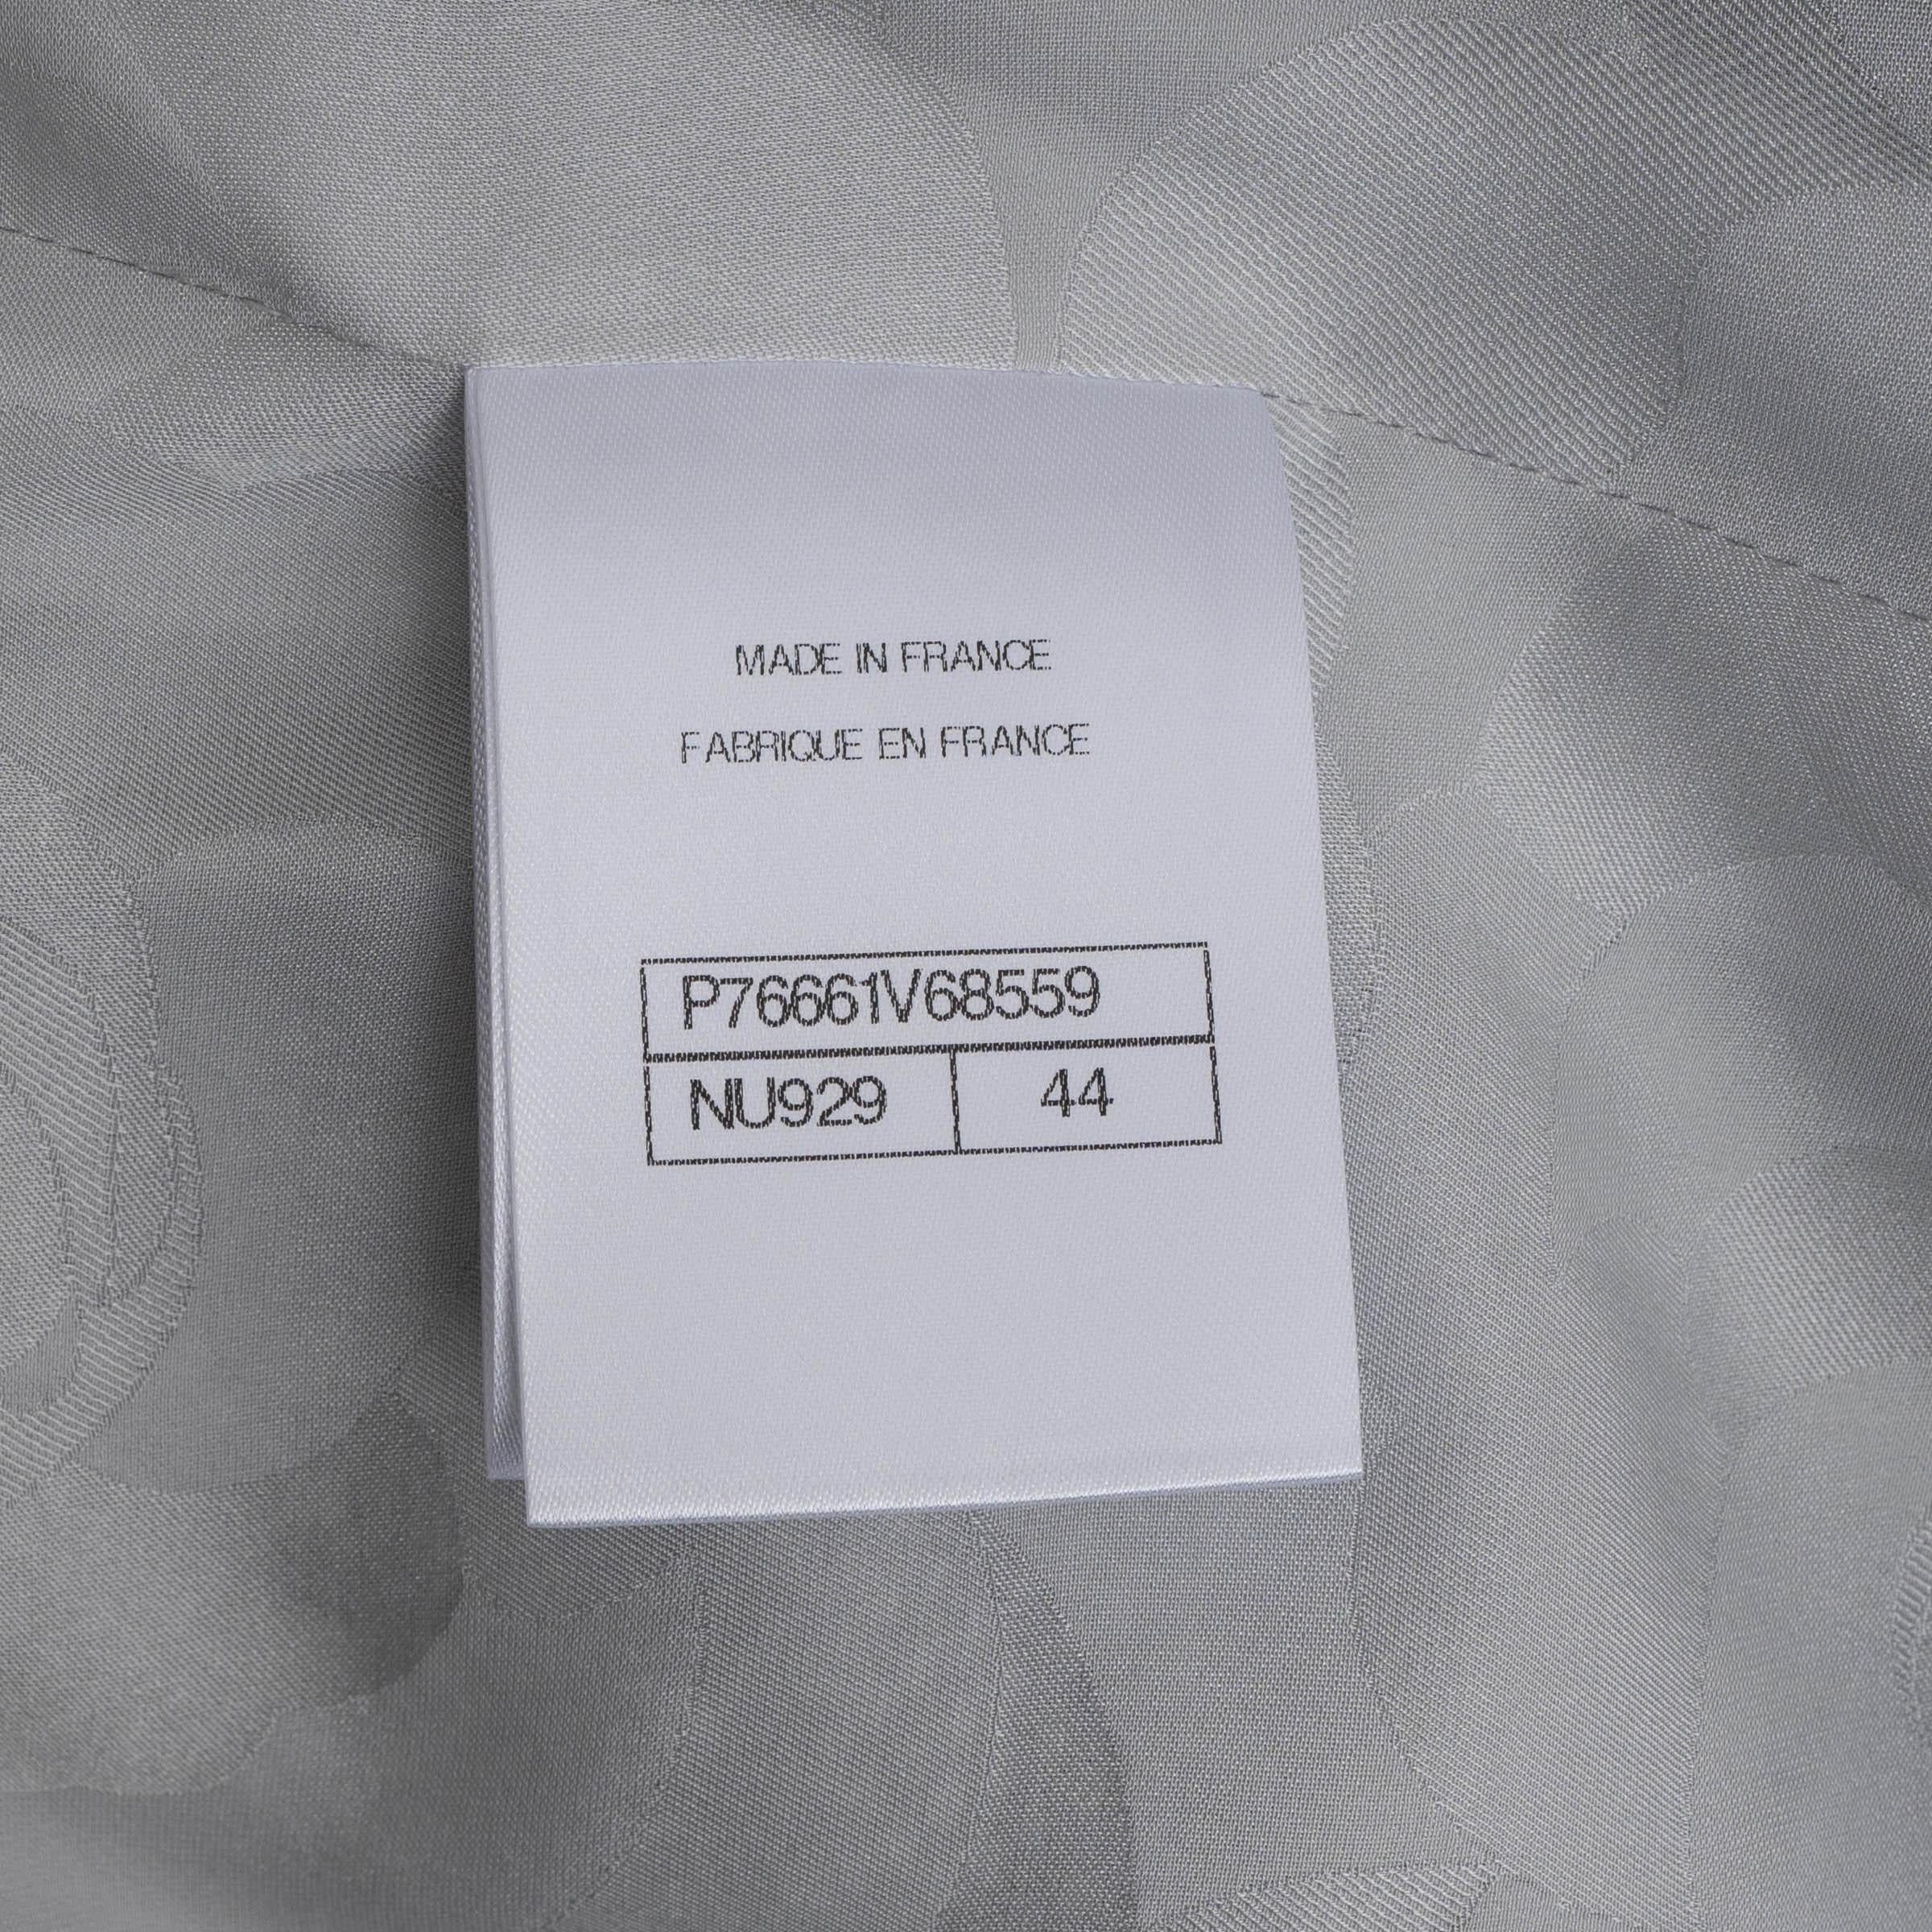 MADE IN FRANCE
FABRIQUE EN FRANCE
P76661V68559
NU929 44